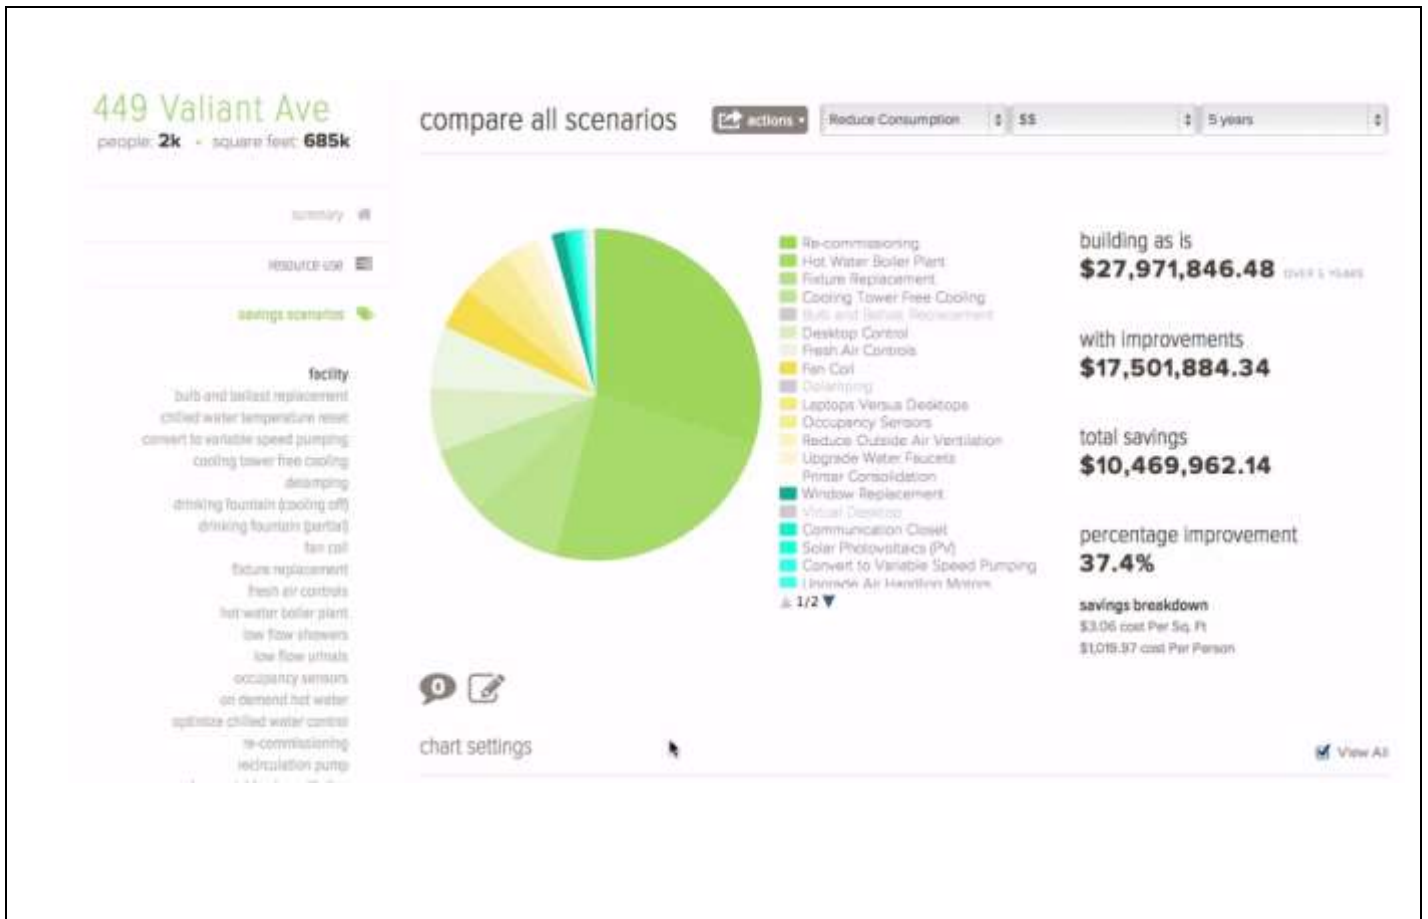 449 Valiant Ave
people: 2k • square feet: 685k
summary
resource use
savings scenarios
facility
bulb and ballast replacement
chilled water temperature reset
convert to variable speed pumping
cooling tower free cooling
delamping
drinking fountain (cooling off)
drinking fountain (partial)
fan coil
fixture replacement
fresh air controls
hot water boiler plant
low flow showers
low flow urinals
occupancy sensors
on demand hot water
optimize chilled water control
re-commissioning
recirculation pump
compare all scenarios
actions
Reduce Consumption
$$
5 years
Re-commissioning
Hot Water Boiler Plant
Fixture Replacement
Cooling Tower Free Cooling
Bulb and Ballast Replacement
Desktop Control
Fresh Air Controls
Fan Coil
Delamping
Laptops Versus Desktops
Occupancy Sensors
Reduce Outside Air Ventilation
Upgrade Water Faucets
Printer Consolidation
Window Replacement
Virtual Desktop
Communication Closet
Solar Photovoltaics (PV)
Convert to Variable Speed Pumping
Upgrade Air Handling Motors
1/2
building as is
$27,971,846.48 OVER 5 YEARS
with improvements
$17,501,884.34
total savings
$10,469,962.14
percentage improvement
37.4%
savings breakdown
$3.06 cost Per Sq. Ft
$1,019.97 cost Per Person
0
chart settings
View All